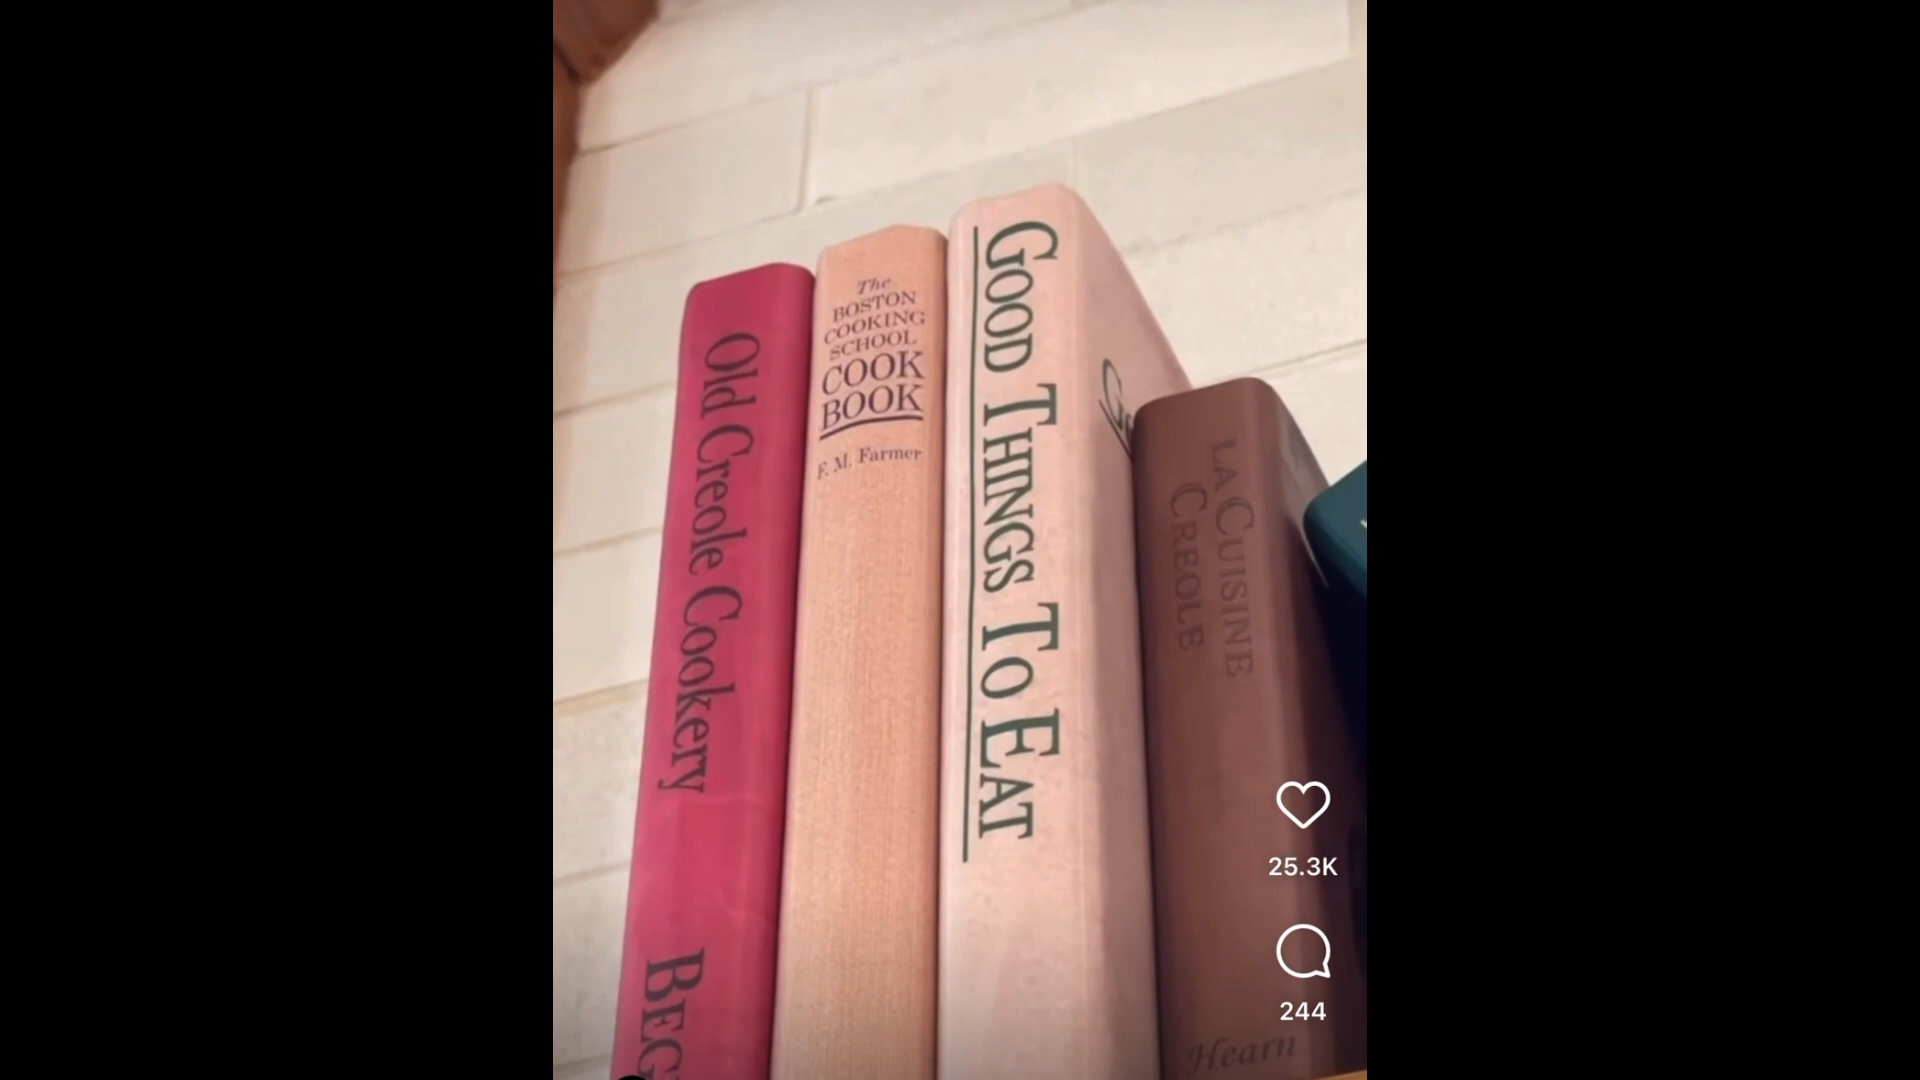 Old Creole Cookery
BEG
The
BOSTON
COOKING
SCHOOL
COOK
BOOK
F. M. Farmer
GOOD THINGS TO EAT
LA CUISINE
CREOLE
Hearn
25.3K
244